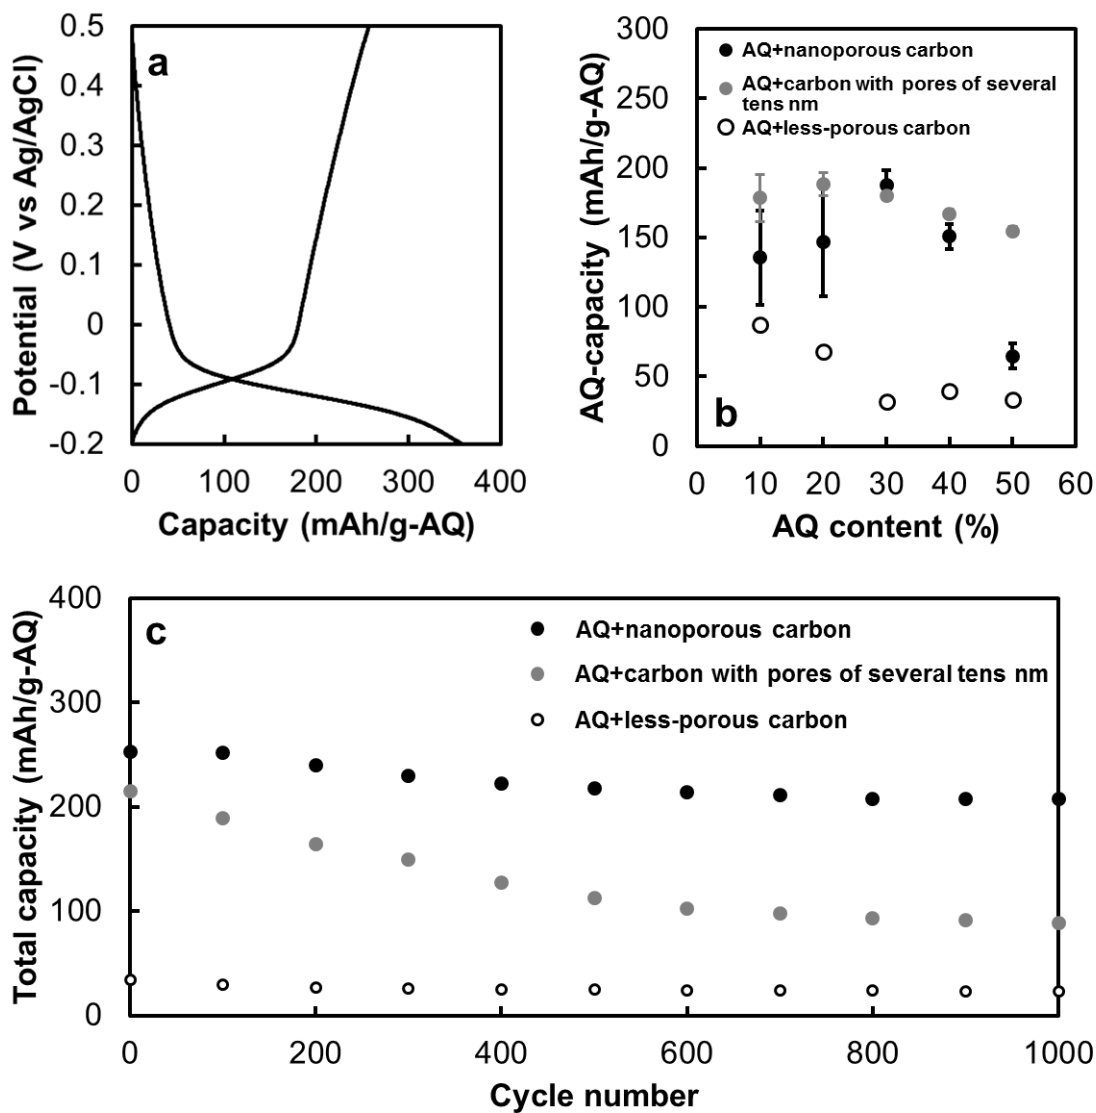 a
0.5
0.4
0.3
0.2
0.1
0
-0.1
-0.2
Potential (V vs Ag/AgCl)
0 100 200 300 400
Capacity (mAh/g-AQ)
b
300
250
200
150
100
50
0
AQ-capacity (mAh/g-AQ)
AQ+nanoporous carbon
AQ+carbon with pores of several
tens nm
AQ+less-porous carbon
0 10 20 30 40 50 60
AQ content (%)
c
400
300
200
100
0
Total capacity (mAh/g-AQ)
AQ+nanoporous carbon
AQ+carbon with pores of several tens nm
AQ+less-porous carbon
0 200 400 600 800 1000
Cycle number